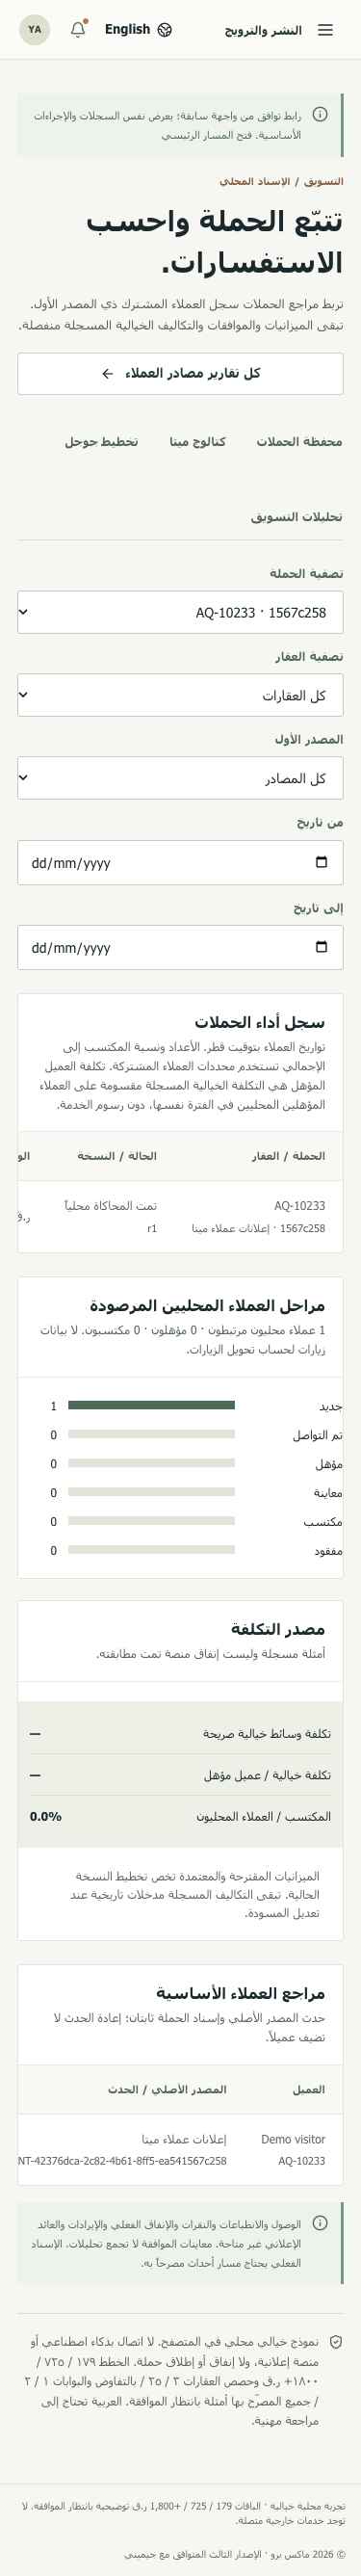 النشر والترويج
English
YA
رابط توافق من واجهة سابقة؛ يعرض نفس السجلات والإجراءات
الأساسية. فتح المسار الرئيسي
التسويق / الإسناد المحلي
تتبّع الحملة واحسب
الاستفسارات.
تربط مراجع الحملات سجل العملاء المشترك ذي المصدر الأول.
تبقى الميزانيات والموافقات والتكاليف الخيالية المسجلة منفصلة.
كل تقارير مصادر العملاء ←
محفظة الحملات
كتالوج ميتا
تخطيط جوجل
تحليلات التسويق
تصفية الحملة
AQ-10233 · 1567c258
تصفية العقار
كل العقارات
المصدر الأول
كل المصادر
من تاريخ
dd/mm/yyyy
إلى تاريخ
dd/mm/yyyy
سجل أداء الحملات
تواريخ العملاء بتوقيت قطر. الأعداد ونسبة المكتسب إلى
الإجمالي تستخدم محددات العملاء المشتركة. تكلفة العميل
المؤهل هي التكلفة الخيالية المسجلة مقسومة على العملاء
المؤهلين المحليين في الفترة نفسها، دون رسوم الخدمة.
الحملة / العقار
الحالة / النسخة
الو
AQ-10233
تمت المحاكاة محلياً
ر.ق
1567c258 · إعلانات عملاء ميتا
r1
مراحل العملاء المحليين المرصودة
1 عملاء محليون مرتبطون · 0 مؤهلون · 0 مكتسبون. لا بيانات
زيارات لحساب تحويل الزيارات.
جديد 1
تم التواصل 0
مؤهل 0
معاينة 0
مكتسب 0
مفقود 0
مصدر التكلفة
أمثلة مسجلة وليست إنفاق منصة تمت مطابقته.
تكلفة وسائط خيالية صريحة —
تكلفة خيالية / عميل مؤهل —
المكتسب / العملاء المحليون 0.0%
الميزانيات المقترحة والمعتمدة تخص تخطيط النسخة
الحالية. تبقى التكاليف المسجلة مدخلات تاريخية عند
تعديل المسودة.
مراجع العملاء الأساسية
حدث المصدر الأصلي وإسناد الحملة ثابتان؛ إعادة الحدث لا
تضيف عميلاً.
العميل
المصدر الأصلي / الحدث
Demo visitor
إعلانات عملاء ميتا
AQ-10233
NT-42376dca-2c82-4b61-8ff5-ea541567c258
الوصول والانطباعات والنقرات والإنفاق الفعلي والإيرادات والعائد
الإعلاني غير متاحة. معاينات الموافقة لا تجمع تحليلات. الإسناد
الفعلي يحتاج مسار أحداث مصرحاً به.
نموذج خيالي محلي في المتصفح. لا اتصال بذكاء اصطناعي أو
منصة إعلانية، ولا إنفاق أو إطلاق حملة. الخطط ١٧٩ / ٧٢٥ /
١٨٠٠+ ر.ق وحصص العقارات ٣ / ٢٥ / بالتفاوض والبوابات ١ / ٢
/ جميع المصرّح بها أمثلة بانتظار الموافقة. العربية تحتاج إلى
مراجعة مهنية.
تجربة محلية خيالية · الباقات 179 / 725 / +1,800 ر.ق توضيحية بانتظار الموافقة. لا
توجد خدمات خارجية متصلة.
© 2026 ماكس برو · الإصدار الثالث المتوافق مع جيميني